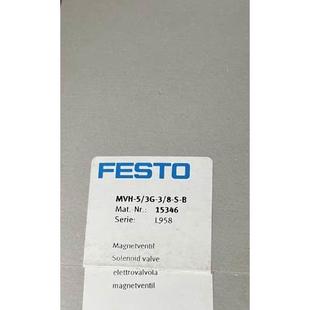 FESTO
MVH-5/3G-3/8-S-B
Mat. Nr.: 15346
Serie: L958
Magnetventil
Solenoid valve
elettrovalvola
magnetventil